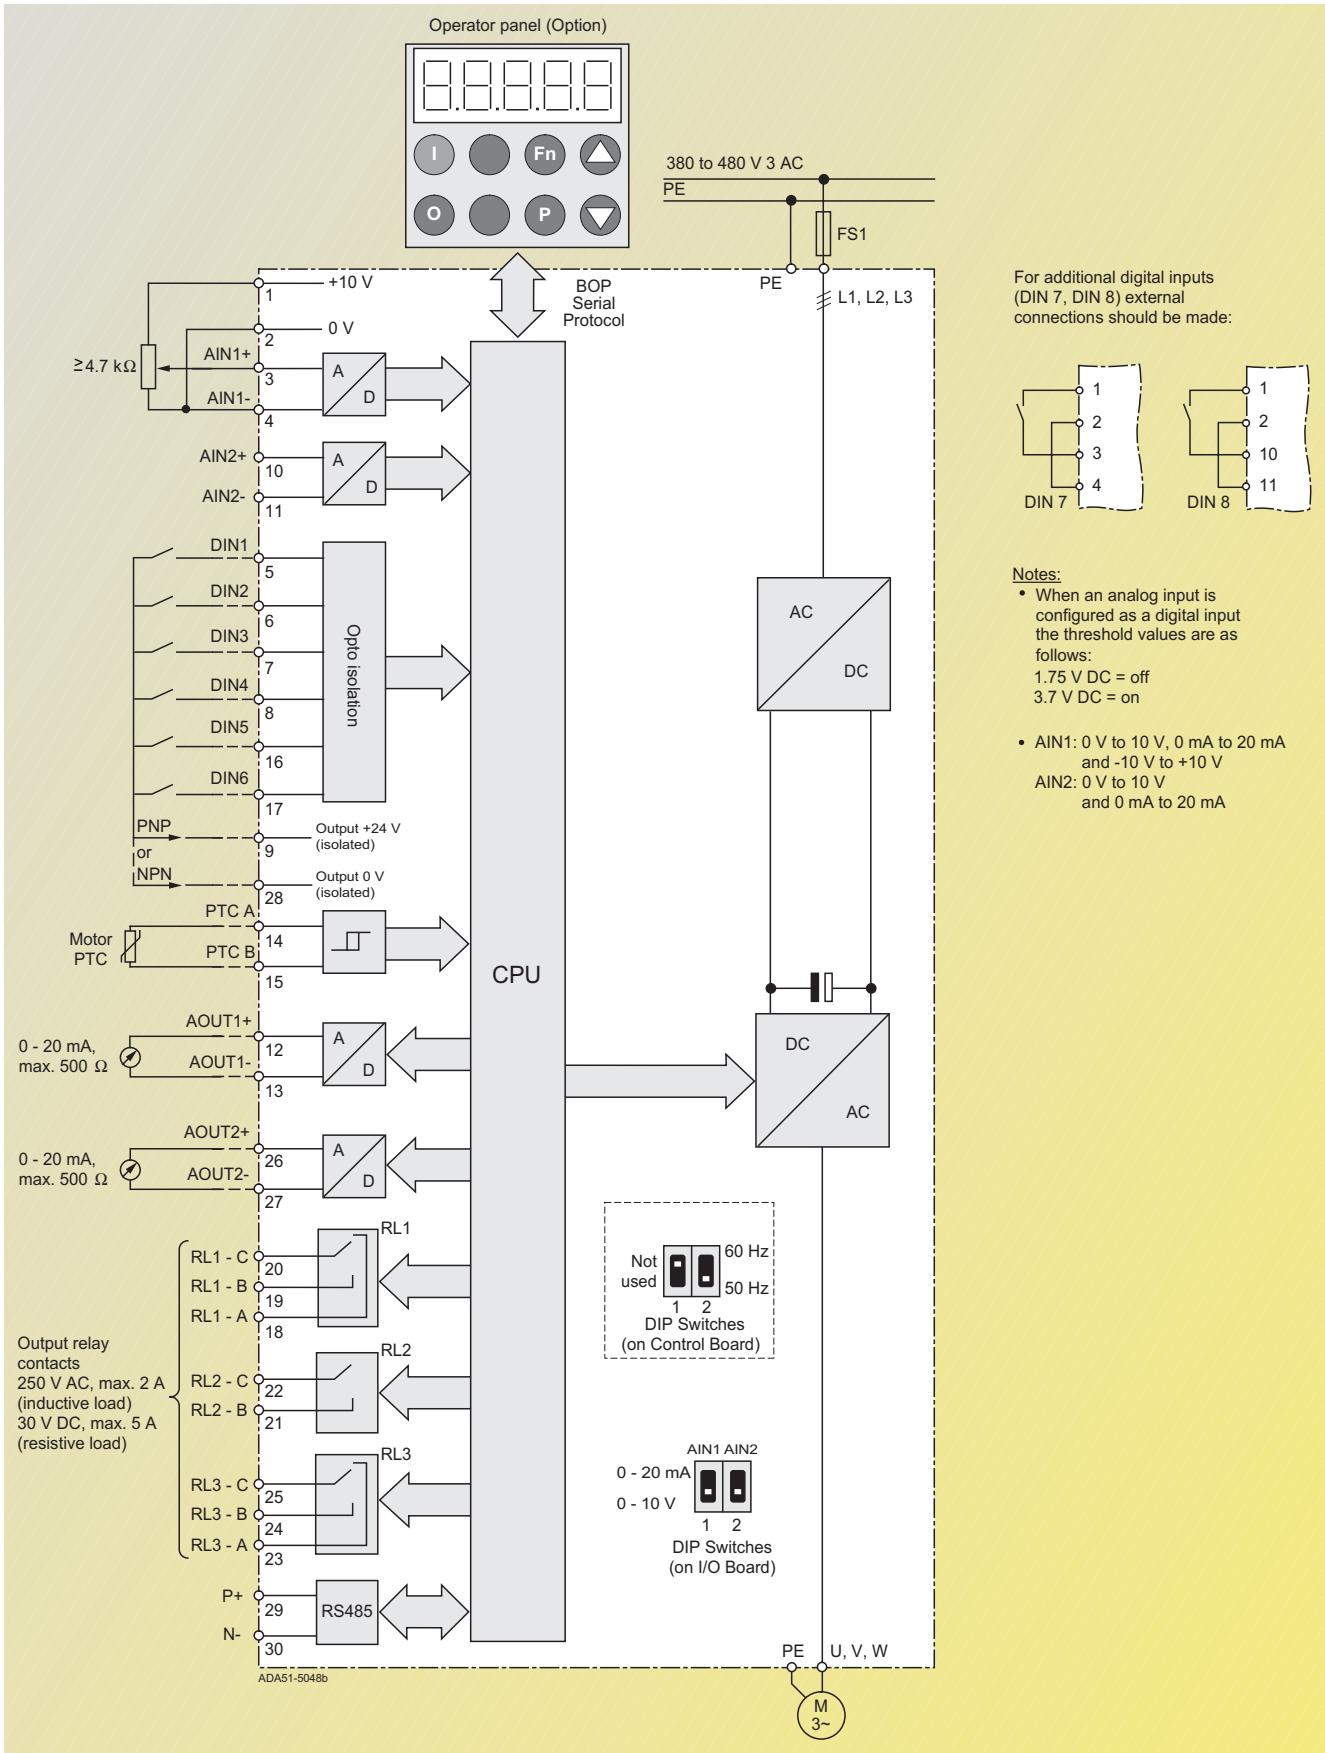 Operator panel (Option)
I
Fn
O
P
380 to 480 V 3 AC
PE
FS1
PE
L1, L2, L3
BOP
Serial
Protocol
+10 V
1
0 V
2
≥4.7 kΩ
AIN1+
3
A
D
AIN1-
4
AIN2+
10
A
D
AIN2-
11
DIN1
5
DIN2
6
DIN3
7
DIN4
8
DIN5
16
DIN6
17
Opto isolation
PNP
9
Output +24 V
(isolated)
or
NPN
28
Output 0 V
(isolated)
Motor
PTC
PTC A
14
PTC B
15
CPU
0 - 20 mA,
max. 500 Ω
AOUT1+
12
A
D
AOUT1-
13
0 - 20 mA,
max. 500 Ω
AOUT2+
26
A
D
AOUT2-
27
Output relay
contacts
250 V AC, max. 2 A
(inductive load)
30 V DC, max. 5 A
(resistive load)
RL1
RL1 - C
20
RL1 - B
19
RL1 - A
18
RL2
RL2 - C
22
RL2 - B
21
RL3
RL3 - C
25
RL3 - B
24
RL3 - A
23
P+
29
RS485
N-
30
ADA51-5048b
AC
DC
DC
AC
Not
used
60 Hz
50 Hz
1 2
DIP Switches
(on Control Board)
AIN1 AIN2
0 - 20 mA
0 - 10 V
1 2
DIP Switches
(on I/O Board)
PE
U, V, W
M
3~
For additional digital inputs
(DIN 7, DIN 8) external
connections should be made:
1
2
3
4
DIN 7
1
2
10
11
DIN 8
Notes:
• When an analog input is
configured as a digital input
the threshold values are as
follows:
1.75 V DC = off
3.7 V DC = on
• AIN1: 0 V to 10 V, 0 mA to 20 mA
and -10 V to +10 V
AIN2: 0 V to 10 V
and 0 mA to 20 mA